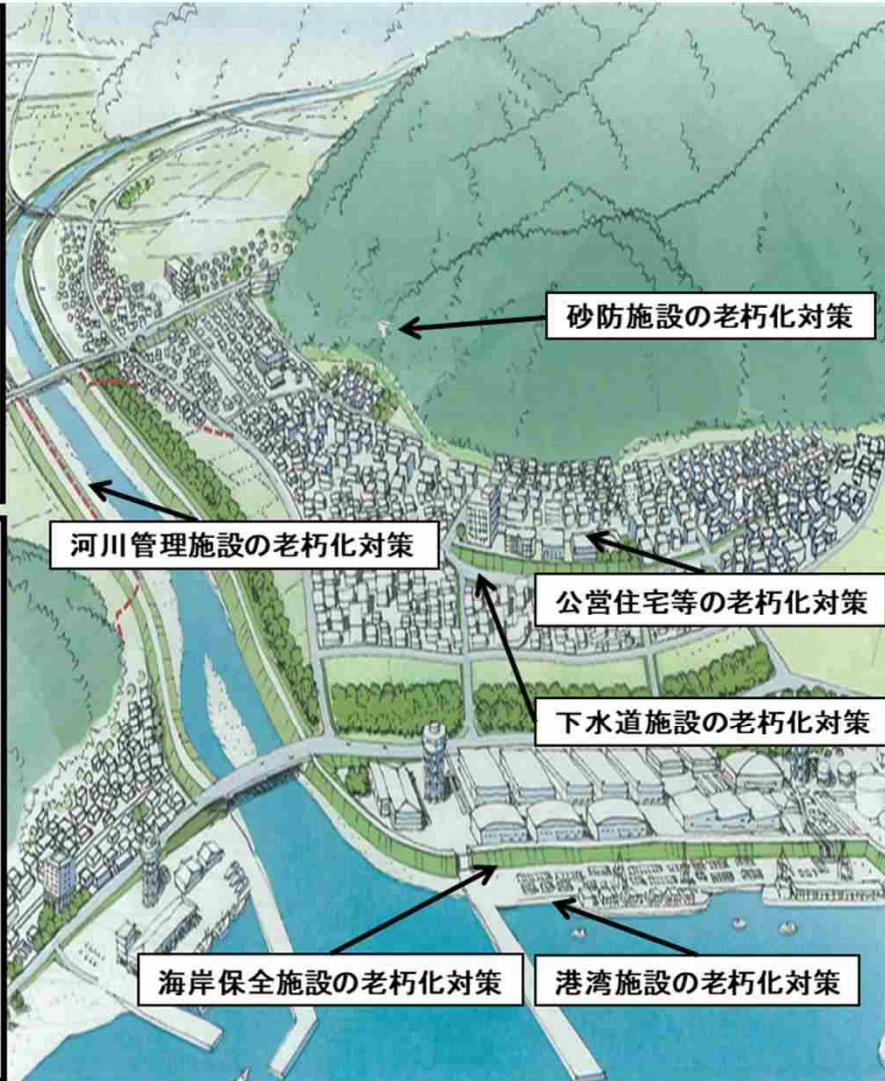 砂防施設の老朽化対策
河川管理施設の老朽化対策
公営住宅等の老朽化対策
下水道施設の老朽化対策
海岸保全施設の老朽化対策
港湾施設の老朽化対策